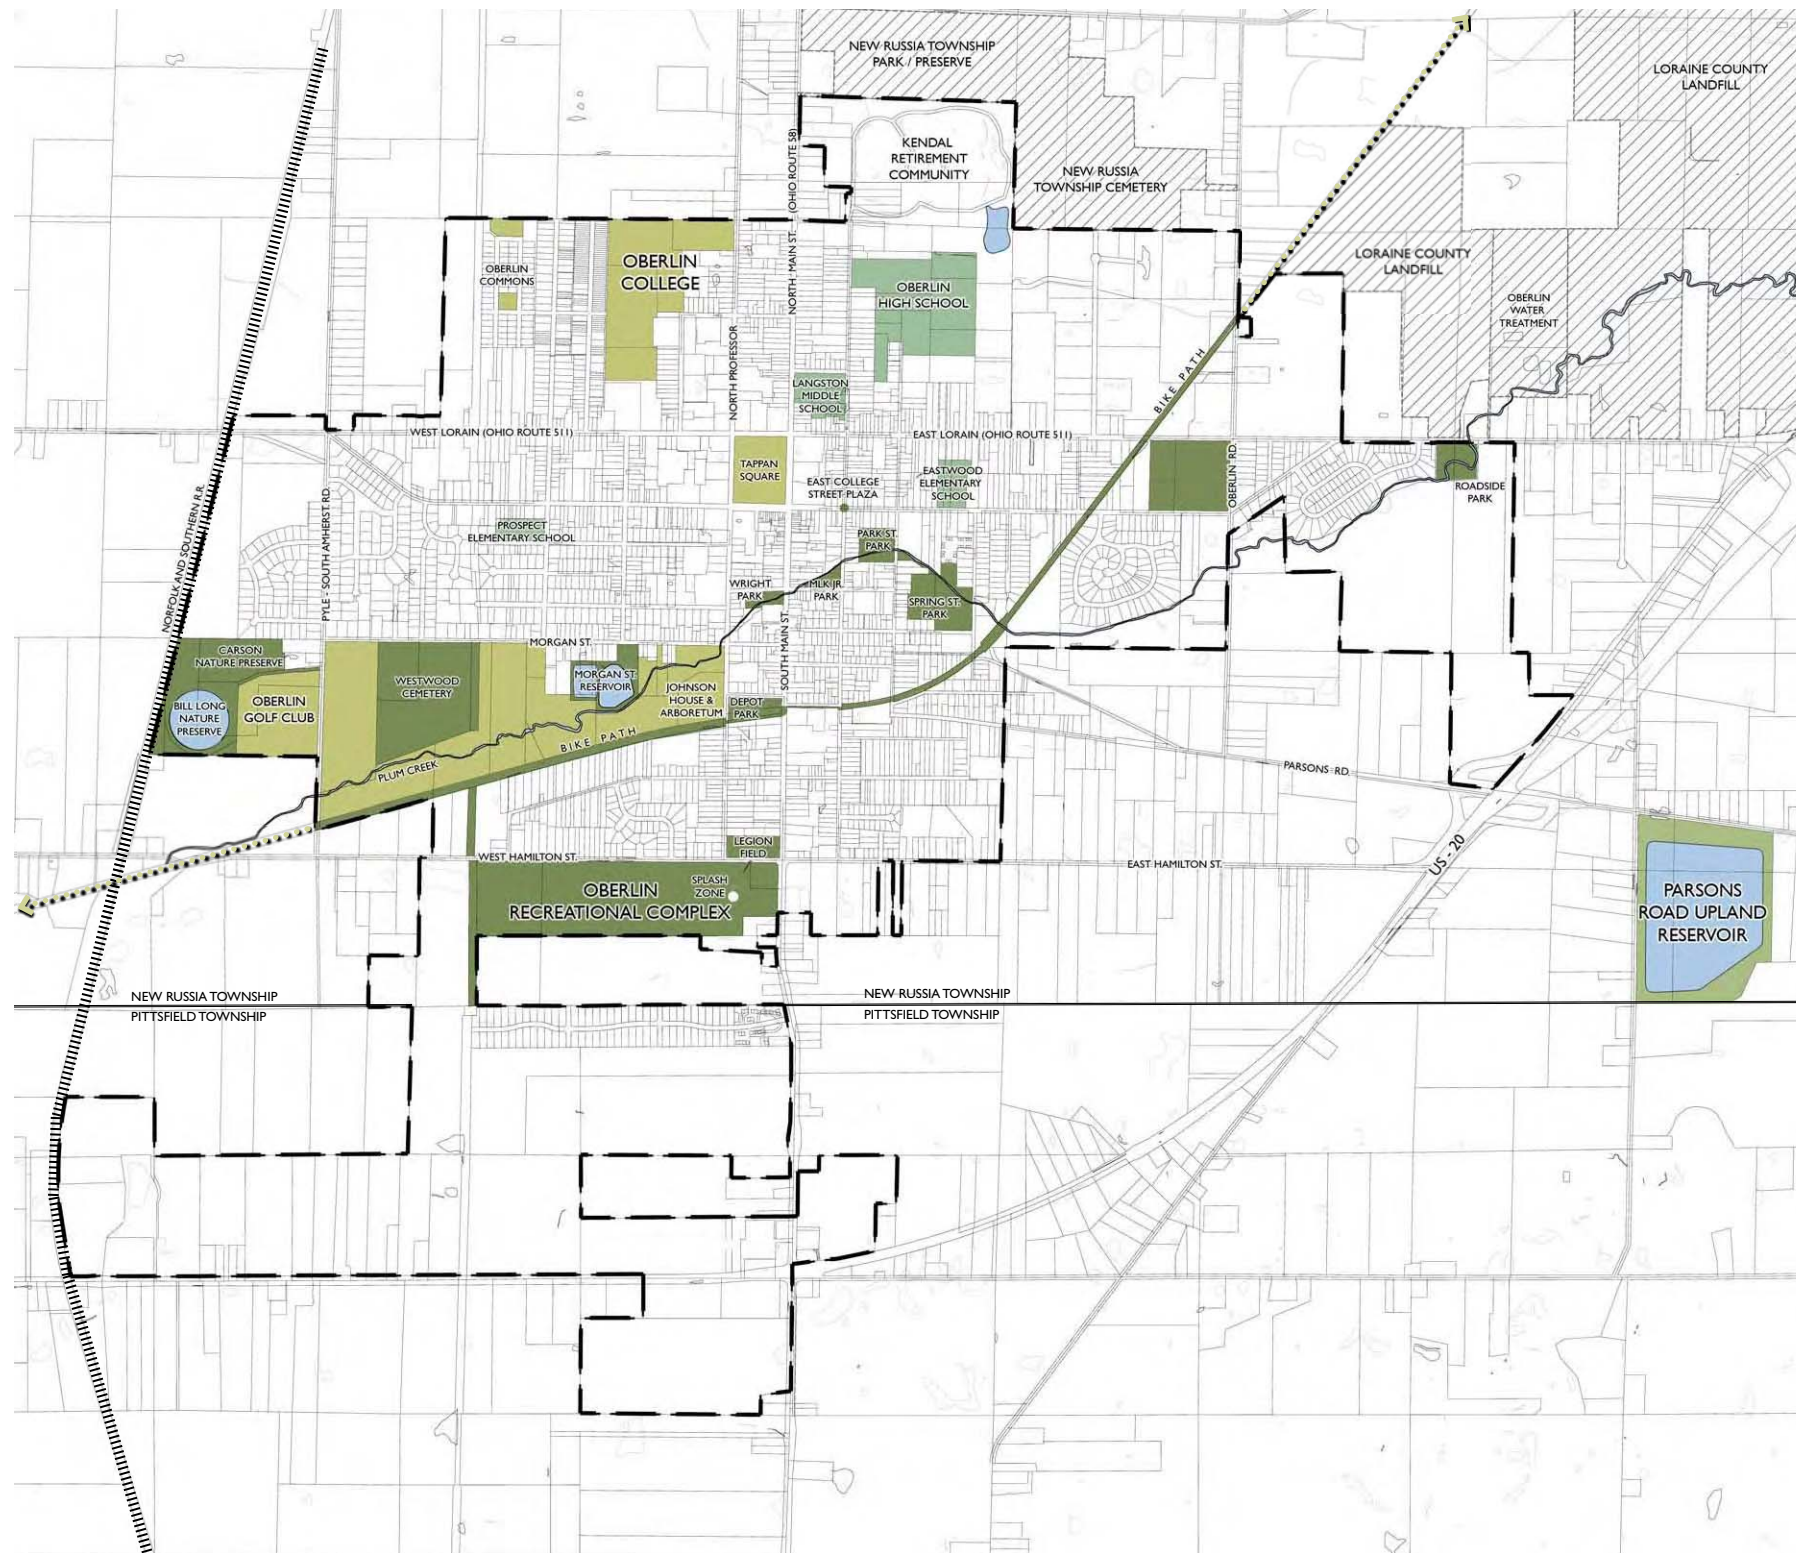 NEW RUSSIA TOWNSHIP
PARK / PRESERVE
LORAINE COUNTY
LANDFILL
KENDAL
RETIREMENT
COMMUNITY
NEW RUSSIA
TOWNSHIP CEMETERY
NORTH MAIN ST. (OHIO ROUTE 58)
OBERLIN
COLLEGE
OBERLIN
COMMONS
OBERLIN
HIGH SCHOOL
LORAINE COUNTY
LANDFILL
OBERLIN
WATER
TREATMENT
NORTH PROFESSOR
BIKE PATH
LANGSTON
MIDDLE
SCHOOL
WEST LORAIN (OHIO ROUTE 511)
EAST LORAIN (OHIO ROUTE 511)
TAPPAN
SQUARE
EAST COLLEGE
STREET PLAZA
EASTWOOD
ELEMENTARY
SCHOOL
OBERLIN RD.
ROADSIDE
PARK
NORFOLK AND SOUTHERN R.R.
PYLE - SOUTH AMHERST RD.
PROSPECT
ELEMENTARY SCHOOL
PARK ST.
PARK
WRIGHT
PARK
MLK JR.
PARK
SPRING ST.
PARK
SOUTH MAIN ST.
MORGAN ST.
CARSON
NATURE PRESERVE
WESTWOOD
CEMETERY
MORGAN ST.
RESERVOIR
JOHNSON
HOUSE &
ARBORETUM
DEPOT
PARK
BILL LONG
NATURE
PRESERVE
OBERLIN
GOLF CLUB
BIKE PATH
PLUM CREEK
PARSONS RD.
LEGION
FIELD
WEST HAMILTON ST.
EAST HAMILTON ST.
US - 20
OBERLIN
RECREATIONAL COMPLEX
SPLASH
ZONE
PARSONS
ROAD UPLAND
RESERVOIR
NEW RUSSIA TOWNSHIP
PITTSFIELD TOWNSHIP
NEW RUSSIA TOWNSHIP
PITTSFIELD TOWNSHIP